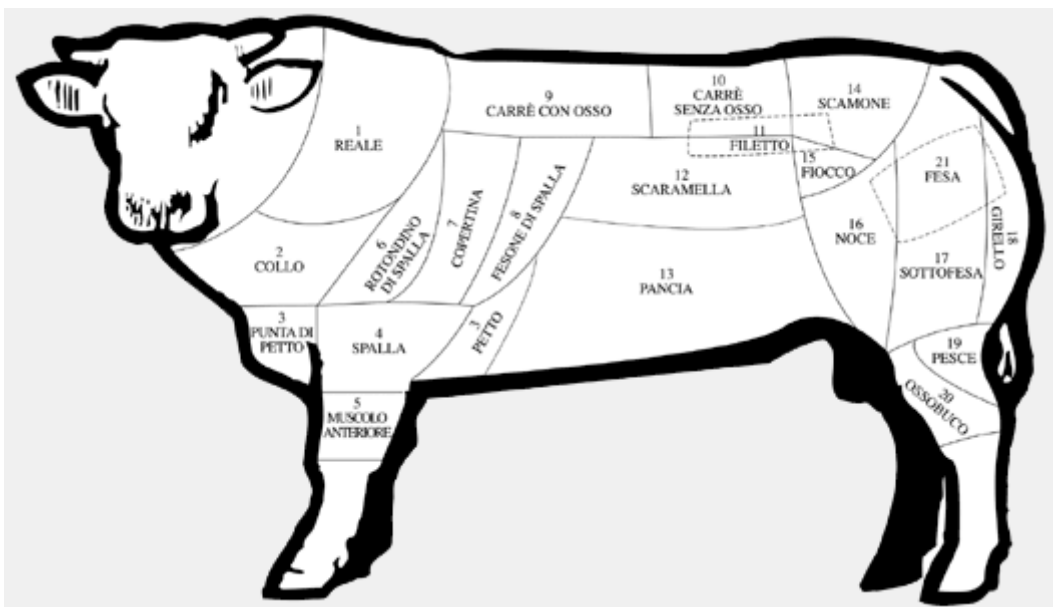 1
REALE
2
COLLO
3
PUNTA DI
PETTO
4
SPALLA
5
MUSCOLO
ANTERIORE
6
ROTONDINO
DI SPALLA
7
COPERTINA
8
FESONE DI SPALLA
3
PETTO
9
CARRÈ CON OSSO
10
CARRÈ
SENZA OSSO
11
FILETTO
12
SCARAMELLA
13
PANCIA
14
SCAMONE
15
FIOCCO
16
NOCE
21
FESA
17
SOTTOFESA
18
GIRELLO
19
PESCE
20
OSSOBUCO